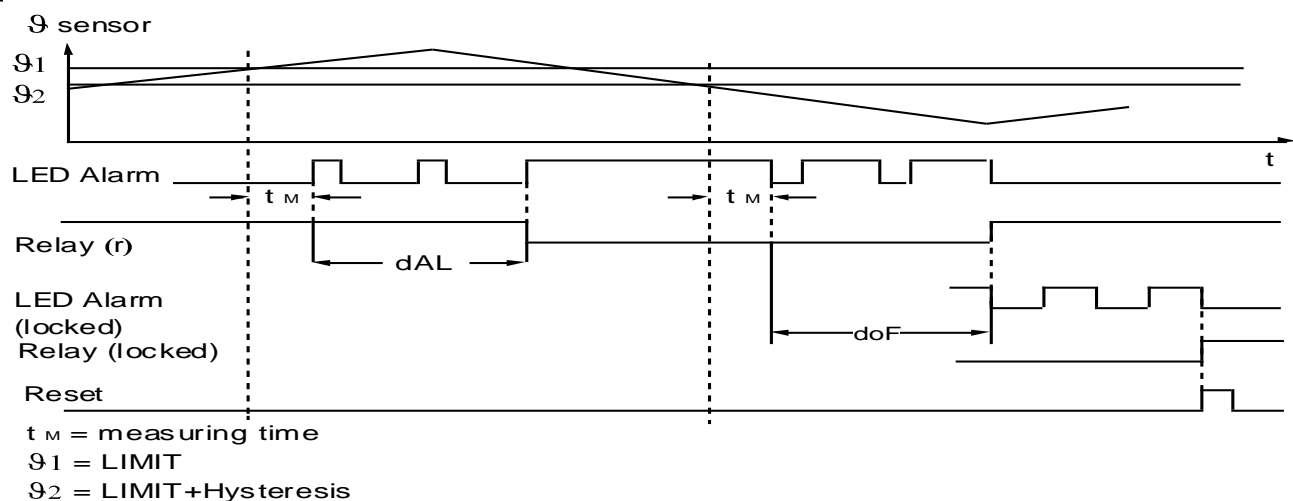 ϑ sensor
ϑ1
ϑ2
t
LED Alarm
t M
t M
Relay (r)
dAL
LED Alarm
(locked)
doF
Relay (locked)
Reset
t M = measuring time
ϑ1 = LIMIT
ϑ2 = LIMIT+Hysteresis